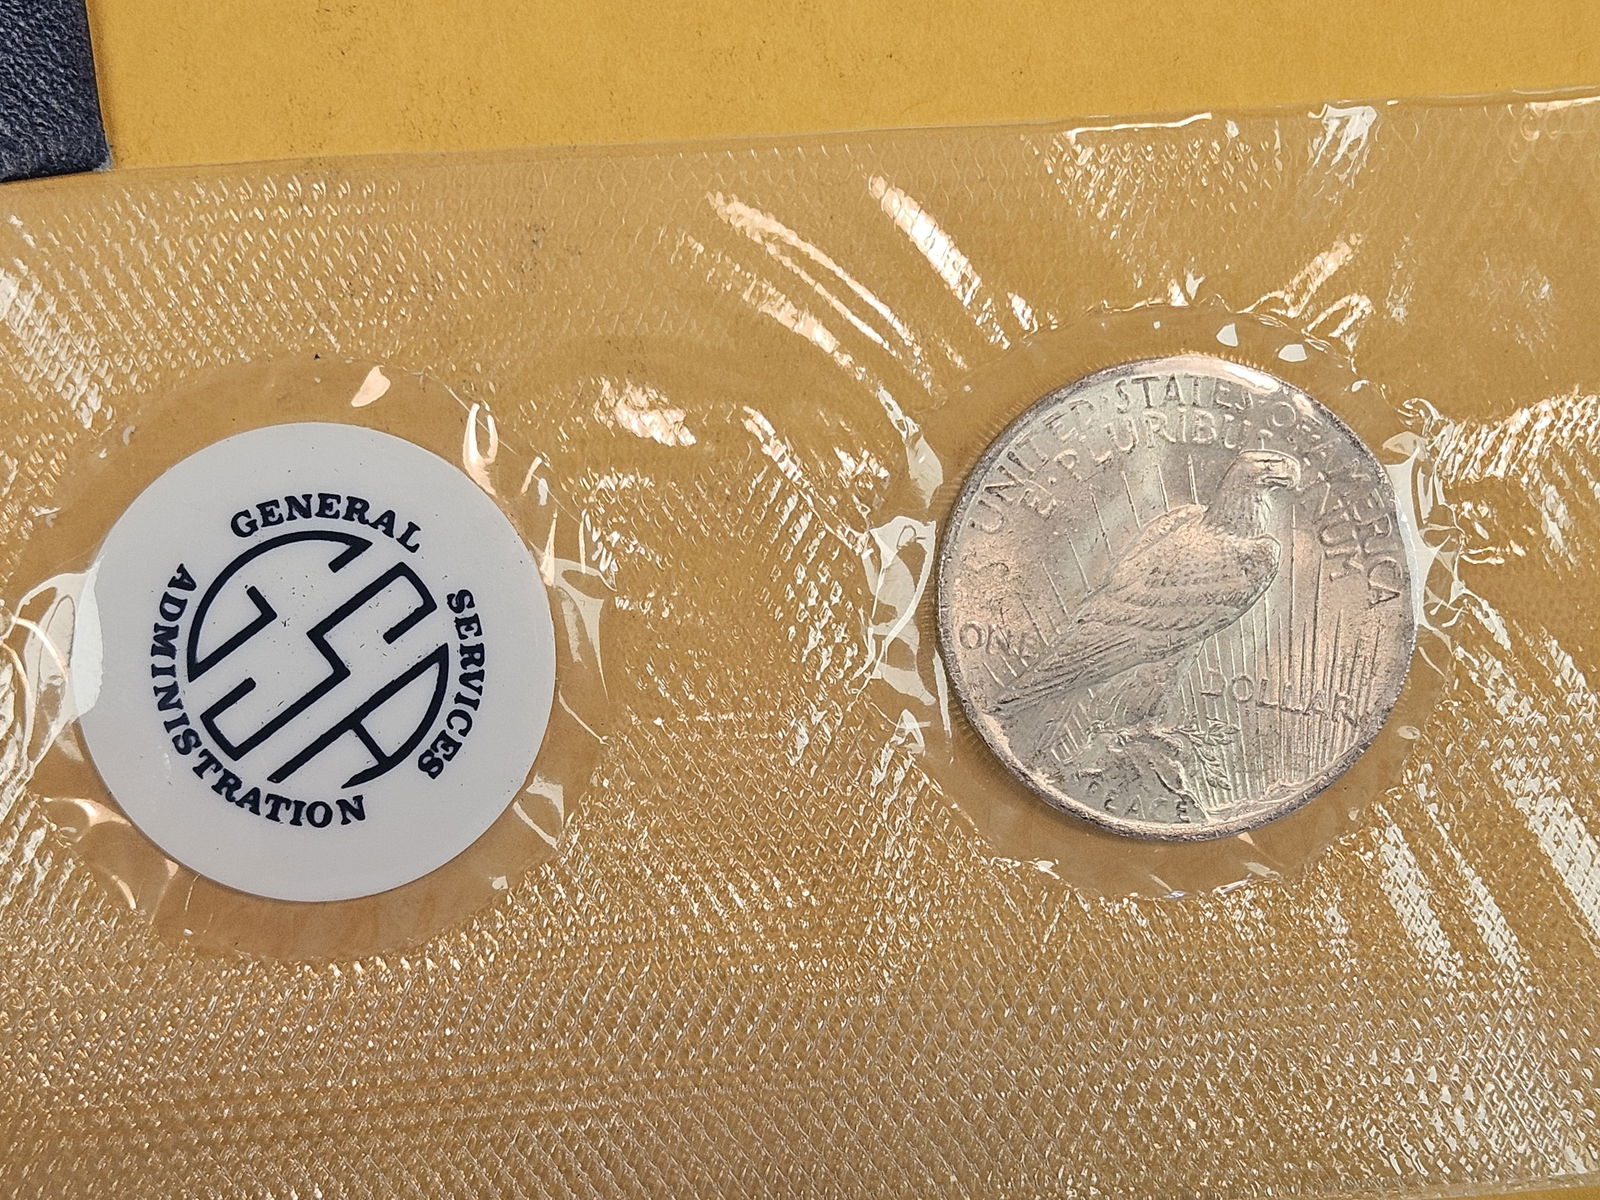 GENERAL
SERVICES
ADMINISTRATION
GSA
UNITED STATES OF AMERICA
E·PLURIBUS
UNUM
ONE
DOLLAR
PEACE